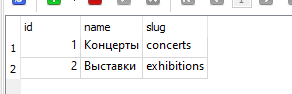 id name slug
1 1 Концерты concerts
2 2 Выставки exhibitions